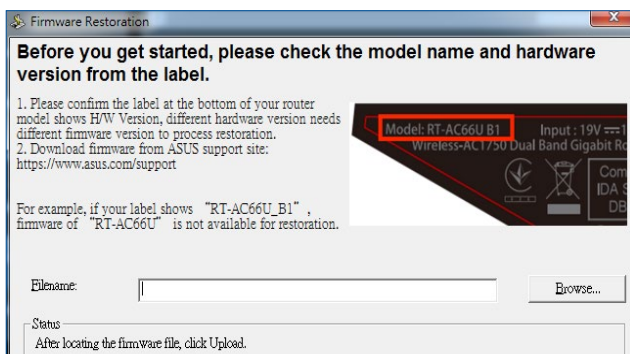 Firmware Restoration
Before you get started, please check the model name and hardware
version from the label.
1. Please confirm the label at the bottom of your router
model shows H/W Version, different hardware version needs
different firmware version to process restoration.
2. Download firmware from ASUS support site:
https://www.asus.com/support
For example, if your label shows “RT-AC66U_B1”,
firmware of “RT-AC66U” is not available for restoration.
Model: RT-AC66U B1 Input : 19V
Wireless-AC1750 Dual Band Gigabit
Com
IDA S
DB
Filename:
Browse...
Status
After locating the firmware file, click Upload.